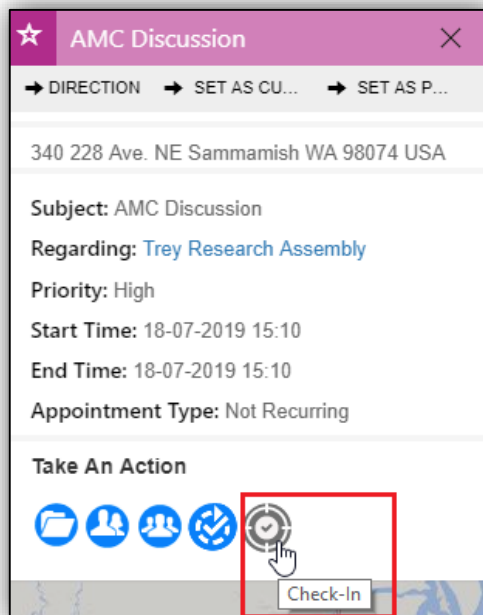 AMC Discussion
DIRECTION SET AS CU... SET AS P...
340 228 Ave. NE Sammamish WA 98074 USA
Subject: AMC Discussion
Regarding: Trey Research Assembly
Priority: High
Start Time: 18-07-2019 15:10
End Time: 18-07-2019 15:10
Appointment Type: Not Recurring
Take An Action
Check-In